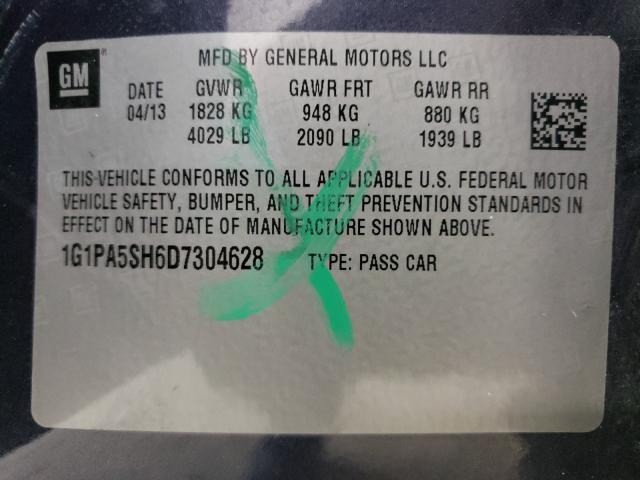 GM
MFD BY GENERAL MOTORS LLC
DATE GVWR GAWR FRT GAWR RR
04/13 1828 KG 948 KG 880 KG
4029 LB 2090 LB 1939 LB
THIS VEHICLE CONFORMS TO ALL APPLICABLE U.S. FEDERAL MOTOR
VEHICLE SAFETY, BUMPER, AND THEFT PREVENTION STANDARDS IN
EFFECT ON THE DATE OF MANUFACTURE SHOWN ABOVE.
1G1PA5SH6D7304628 TYPE: PASS CAR